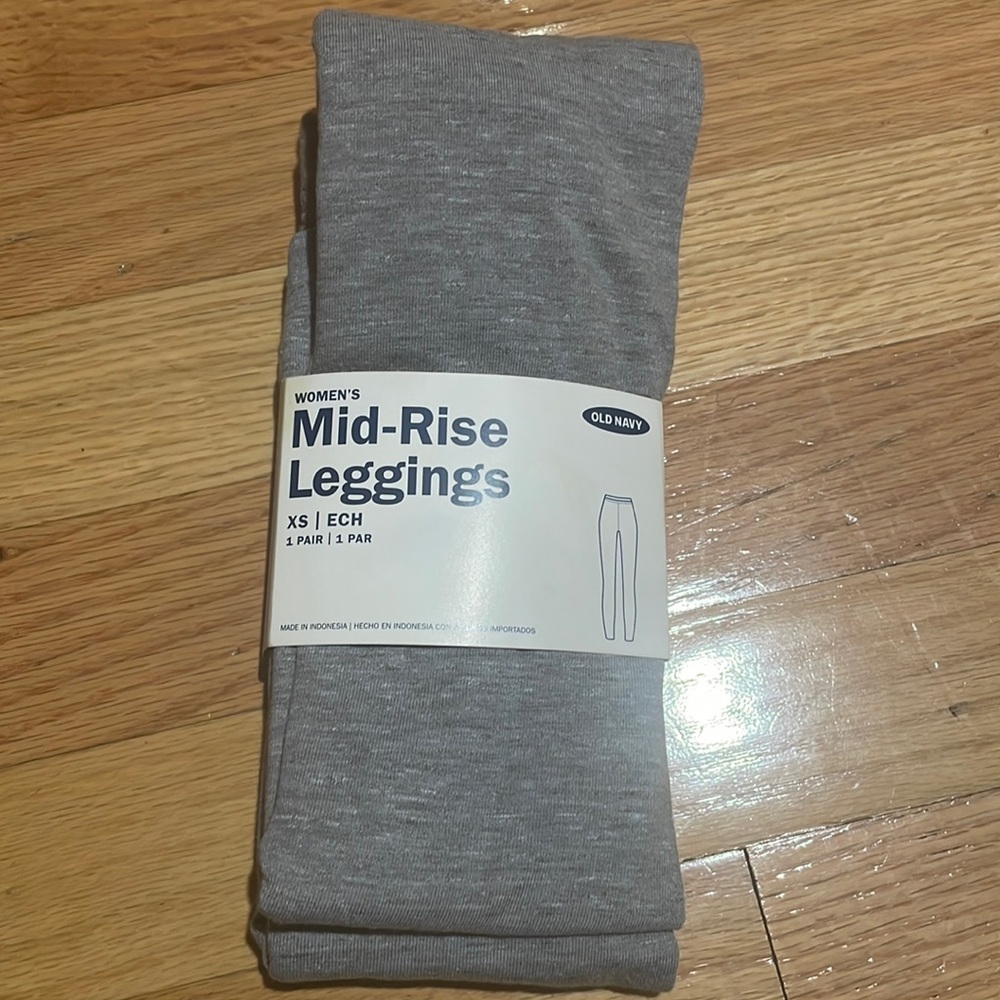 WOMEN'S
Mid-Rise
Leggings
OLD NAVY
XS | ECH
1 PAIR | 1 PAR
MADE IN INDONESIA | HECHO EN INDONESIA CON IMPORTADOS